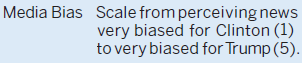 Media Bias Scale from perceiving news
very biased for Clinton (1)
to very biased for Trump (5).